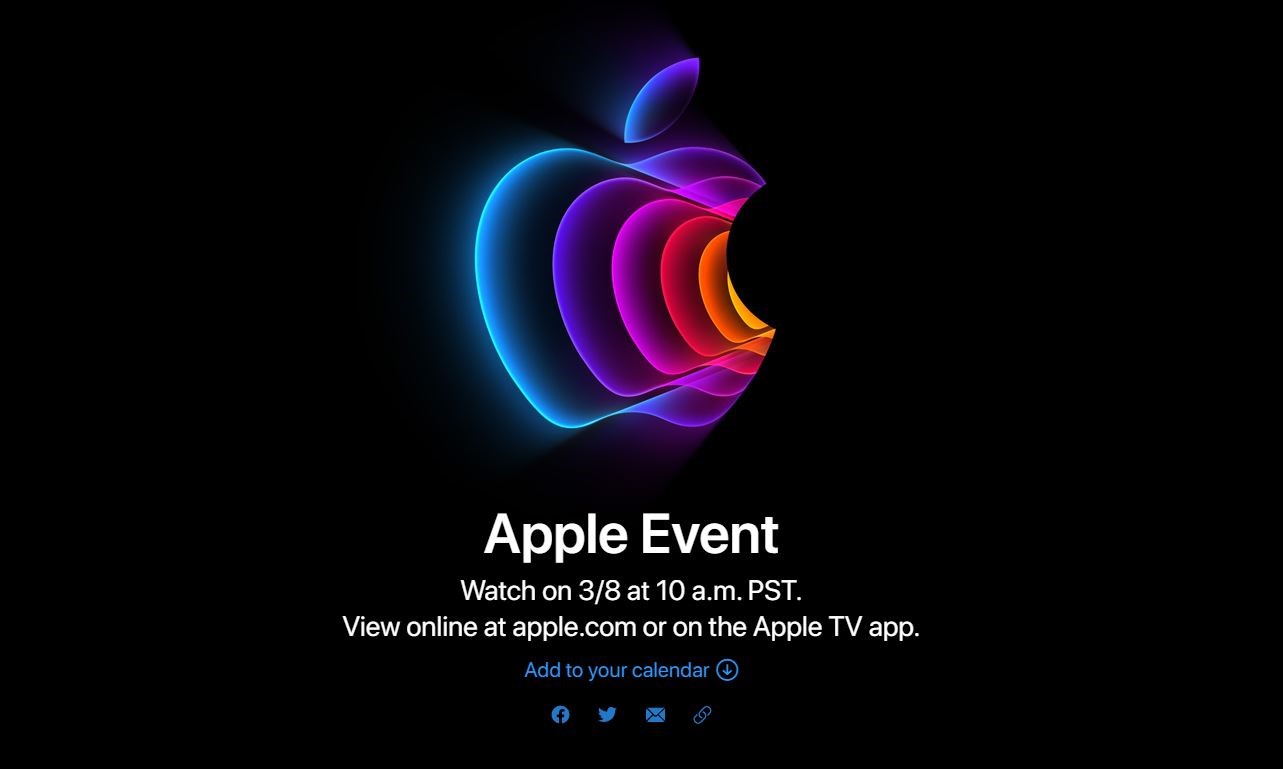 Apple Event
Watch on 3/8 at 10 a.m. PST.
View online at apple.com or on the Apple TV app.
Add to your calendar